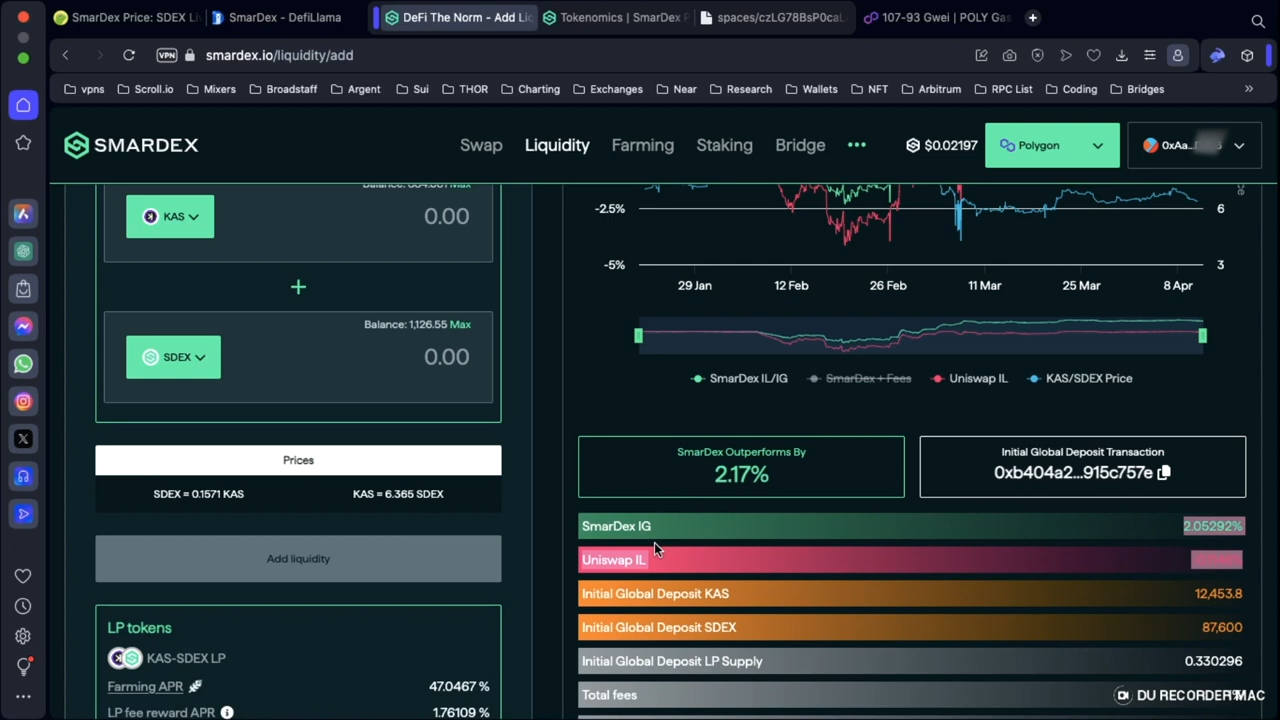 SmarDex Price: SDEX Li
SmarDex - DefiLlama
DeFi The Norm - Add Lic
Tokenomics | SmarDex
spaces/czLG78BsP0ca
107-93 Gwei | POLY Gas
VPN
smardex.io/liquidity/add
vpns
Scroll.io
Mixers
Broadstaff
Argent
Sui
THOR
Charting
Exchanges
Near
Research
Wallets
NFT
Arbitrum
RPC List
Coding
Bridges
SMARDEX
Swap
Liquidity
Farming
Staking
Bridge
$0.02197
Polygon
0xAa...
Max
KAS
0.00
+
Balance: 1,126.55 Max
SDEX
0.00
Prices
SDEX = 0.1571 KAS
KAS = 6.365 SDEX
Add liquidity
LP tokens
KAS-SDEX LP
Farming APR
47.0467 %
LP fee reward APR
1.76109 %
-2.5%
6
-5%
3
29 Jan
12 Feb
26 Feb
11 Mar
25 Mar
8 Apr
SmarDex IL/IG
SmarDex + Fees
Uniswap IL
KAS/SDEX Price
SmarDex Outperforms By
2.17%
Initial Global Deposit Transaction
0xb404a2...915c757e
SmarDex IG
2.05292%
Uniswap IL
Initial Global Deposit KAS
12,453.8
Initial Global Deposit SDEX
87,600
Initial Global Deposit LP Supply
0.330296
Total fees
DU RECORDER MAC